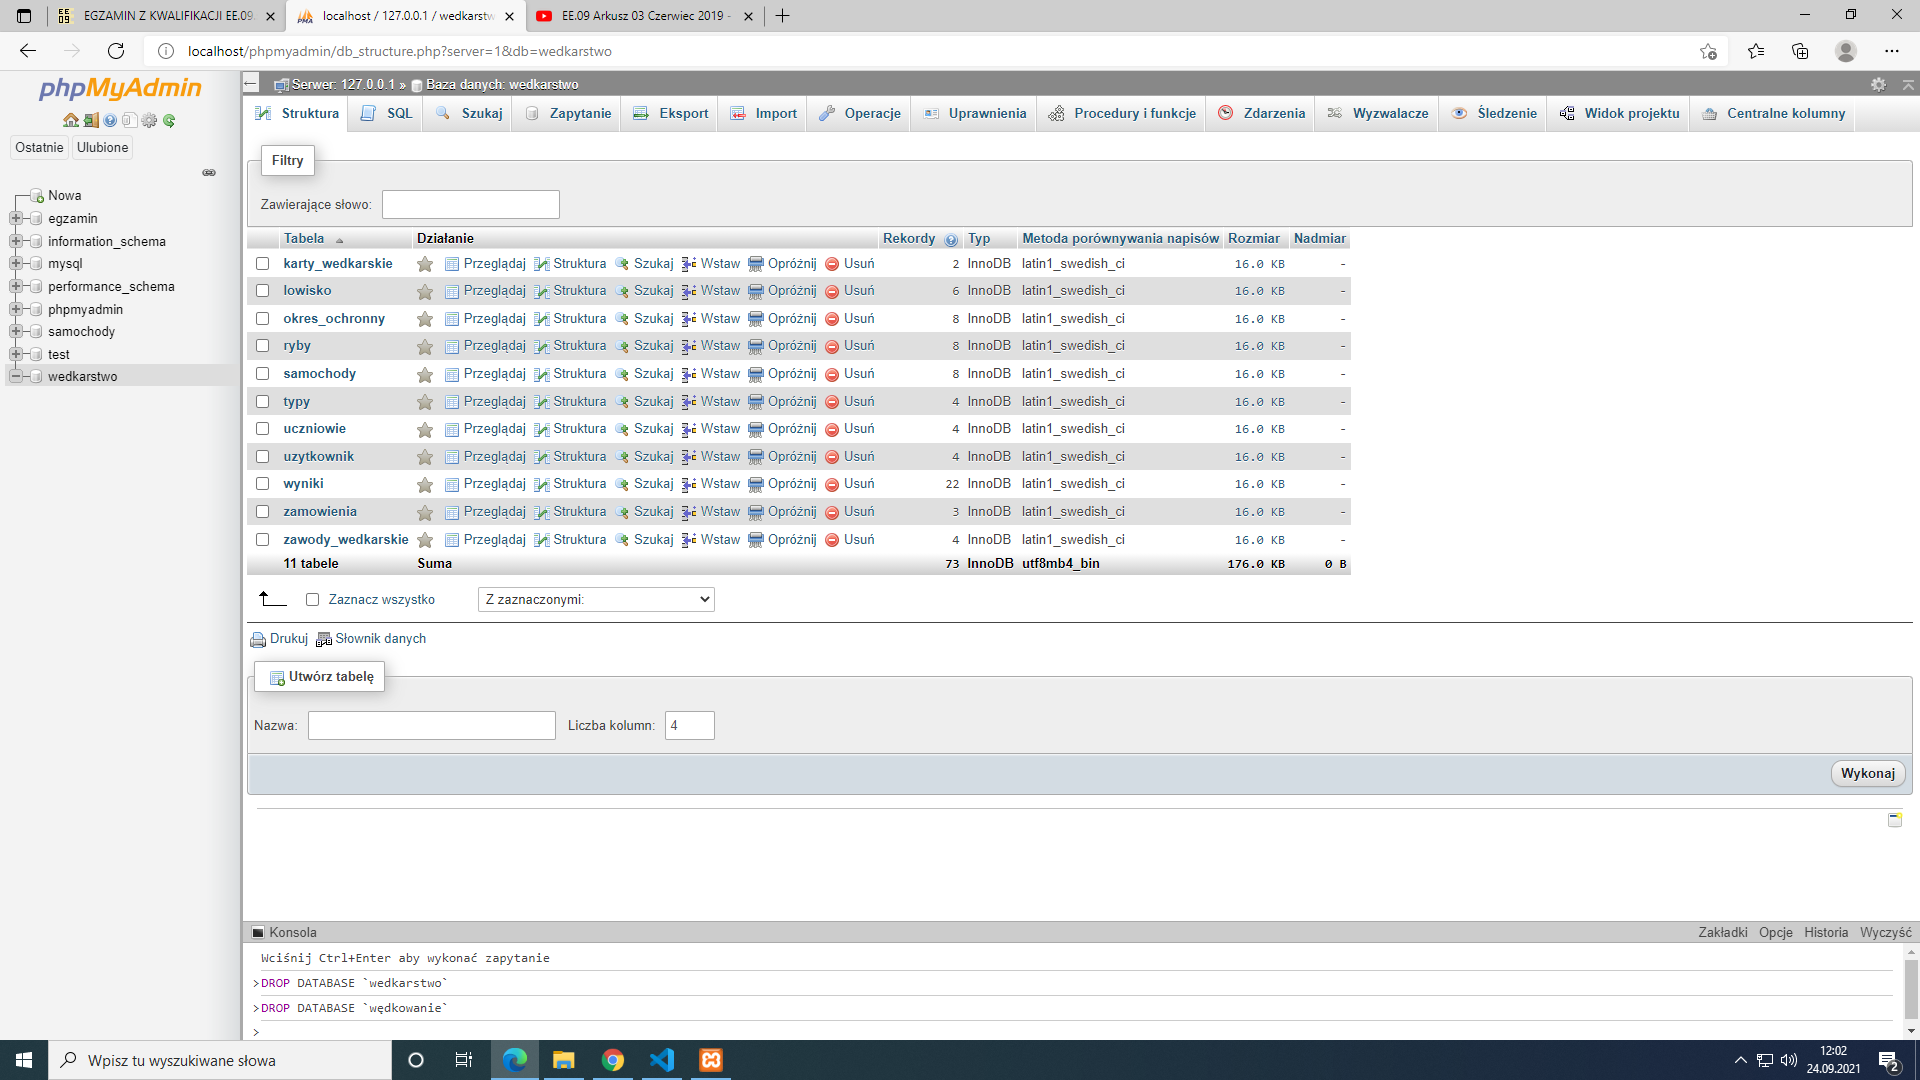 EGZAMIN Z KWALIFIKACJI EE.09,
localhost / 127.0.0.1 / wedkarstw
EE.09 Arkusz 03 Czerwiec 2019 -
localhost/phpmyadmin/db_structure.php?server=1&db=wedkarstwo
phpMyAdmin
Ostatnie Ulubione
Nowa
egzamin
information_schema
mysql
performance_schema
phpmyadmin
samochody
test
wedkarstwo
Serwer: 127.0.0.1 » Baza danych: wedkarstwo
Struktura SQL Szukaj Zapytanie Eksport Import Operacje Uprawnienia Procedury i funkcje Zdarzenia Wyzwalacze Śledzenie Widok projektu Centralne kolumny
Filtry
Zawierające słowo:
Tabela Działanie Rekordy Typ Metoda porównywania napisów Rozmiar Nadmiar
karty_wedkarskie Przeglądaj Struktura Szukaj Wstaw Opróżnij Usuń 2 InnoDB latin1_swedish_ci 16.0 KB -
lowisko Przeglądaj Struktura Szukaj Wstaw Opróżnij Usuń 6 InnoDB latin1_swedish_ci 16.0 KB -
okres_ochronny Przeglądaj Struktura Szukaj Wstaw Opróżnij Usuń 8 InnoDB latin1_swedish_ci 16.0 KB -
ryby Przeglądaj Struktura Szukaj Wstaw Opróżnij Usuń 8 InnoDB latin1_swedish_ci 16.0 KB -
samochody Przeglądaj Struktura Szukaj Wstaw Opróżnij Usuń 8 InnoDB latin1_swedish_ci 16.0 KB -
typy Przeglądaj Struktura Szukaj Wstaw Opróżnij Usuń 4 InnoDB latin1_swedish_ci 16.0 KB -
uczniowie Przeglądaj Struktura Szukaj Wstaw Opróżnij Usuń 4 InnoDB latin1_swedish_ci 16.0 KB -
uzytkownik Przeglądaj Struktura Szukaj Wstaw Opróżnij Usuń 4 InnoDB latin1_swedish_ci 16.0 KB -
wyniki Przeglądaj Struktura Szukaj Wstaw Opróżnij Usuń 22 InnoDB latin1_swedish_ci 16.0 KB -
zamowienia Przeglądaj Struktura Szukaj Wstaw Opróżnij Usuń 3 InnoDB latin1_swedish_ci 16.0 KB -
zawody_wedkarskie Przeglądaj Struktura Szukaj Wstaw Opróżnij Usuń 4 InnoDB latin1_swedish_ci 16.0 KB -
11 tabele Suma 73 InnoDB utf8mb4_bin 176.0 KB 0 B
Zaznacz wszystko Z zaznaczonymi:
Drukuj Słownik danych
Utwórz tabelę
Nazwa: Liczba kolumn: 4
Wykonaj
Konsola Zakładki Opcje Historia Wyczyść
Wciśnij Ctrl+Enter aby wykonać zapytanie
>DROP DATABASE `wedkarstwo`
>DROP DATABASE `wędkowanie`
>
Wpisz tu wyszukiwane słowa
12:02
24.09.2021
2